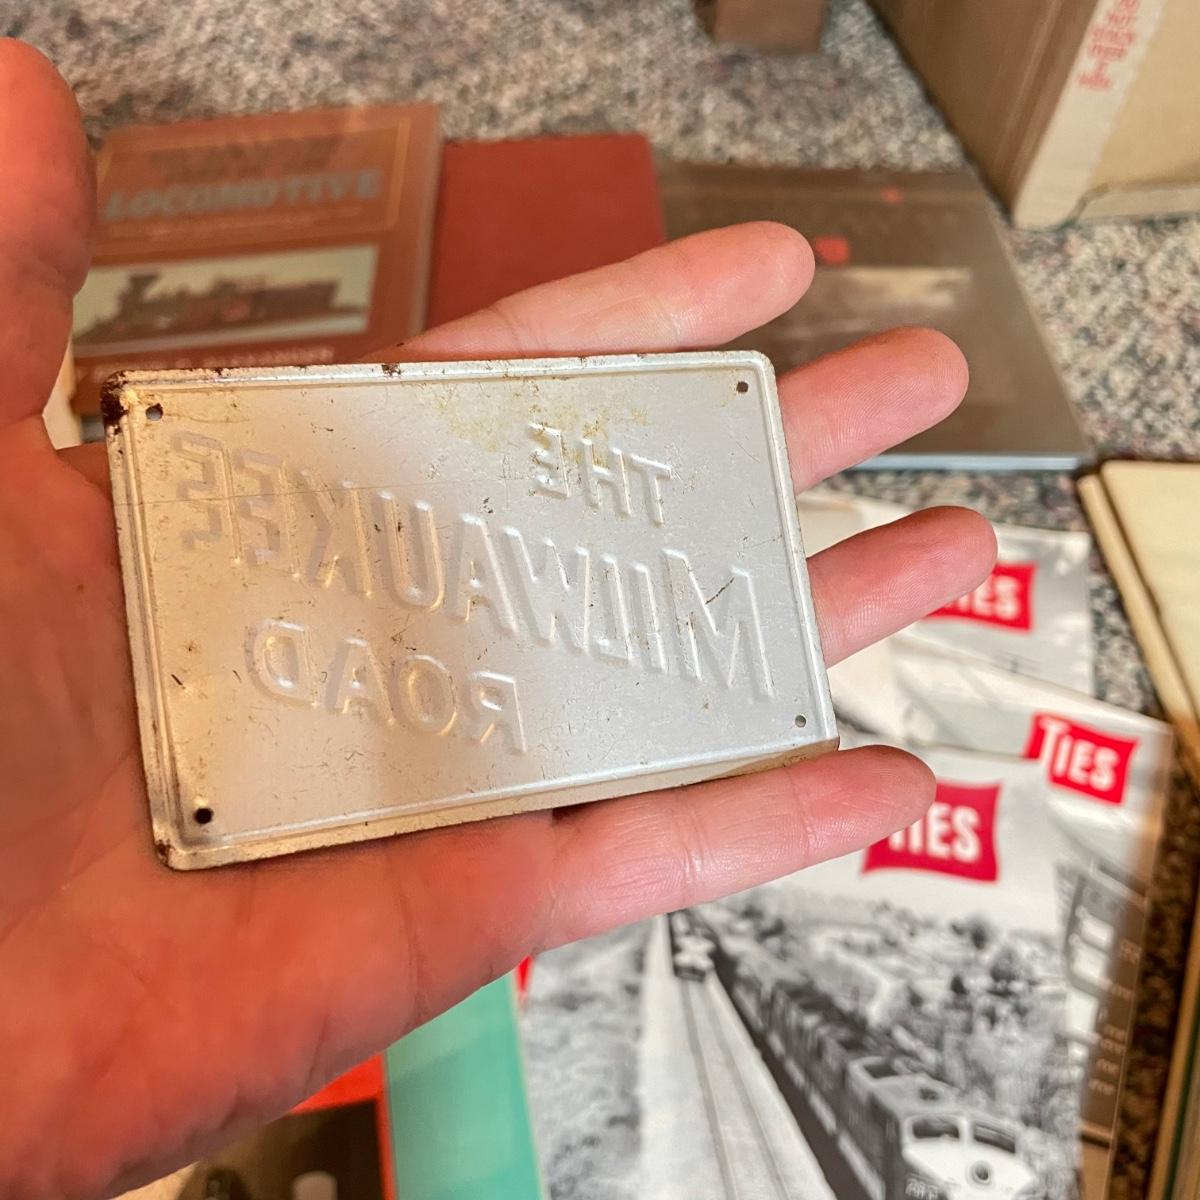 LOCOMOTIVE
THE
MILWAUKEE
ROAD
TIES
TIES
TIES